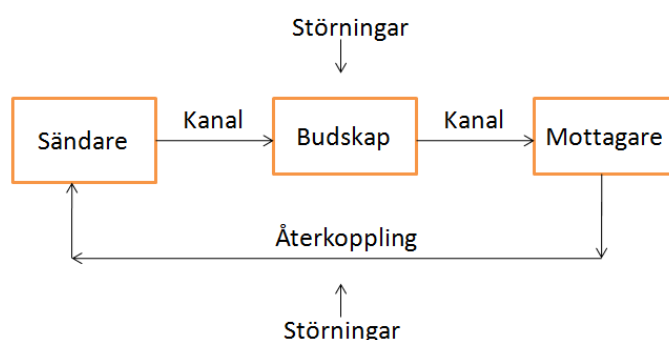 Störningar
Kanal
Kanal
Sändare
Budskap
Mottagare
Återkoppling
Störningar